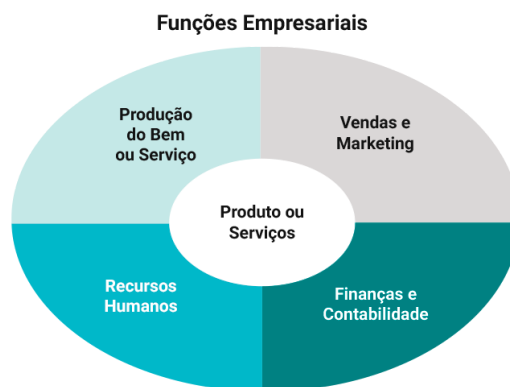 Funções Empresariais
Produção
do Bem
ou Serviço
Vendas e
Marketing
Produto ou
Serviços
Recursos
Humanos
Finanças e
Contabilidade